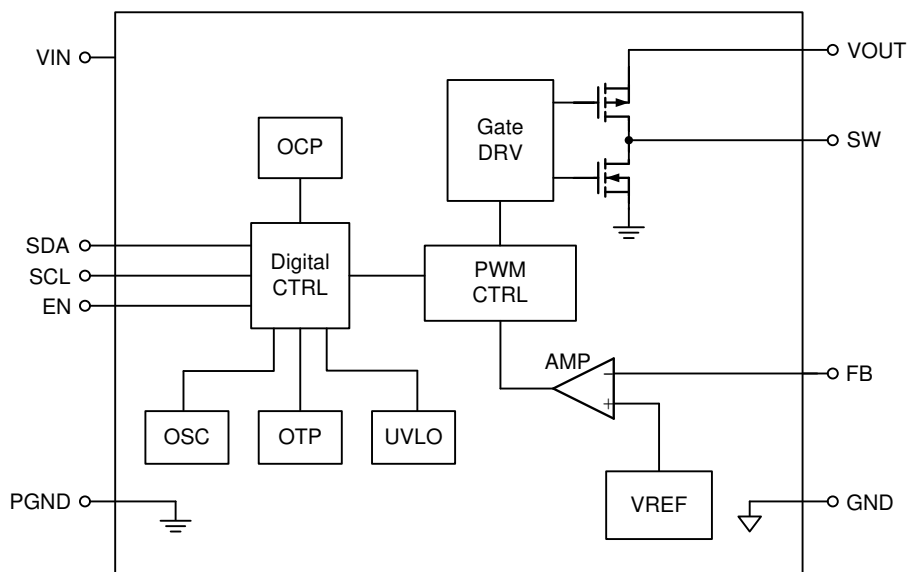 VIN
VOUT
Gate
DRV
OCP
SW
SDA
SCL
EN
Digital
CTRL
PWM
CTRL
AMP
FB
OSC
OTP
UVLO
PGND
VREF
GND